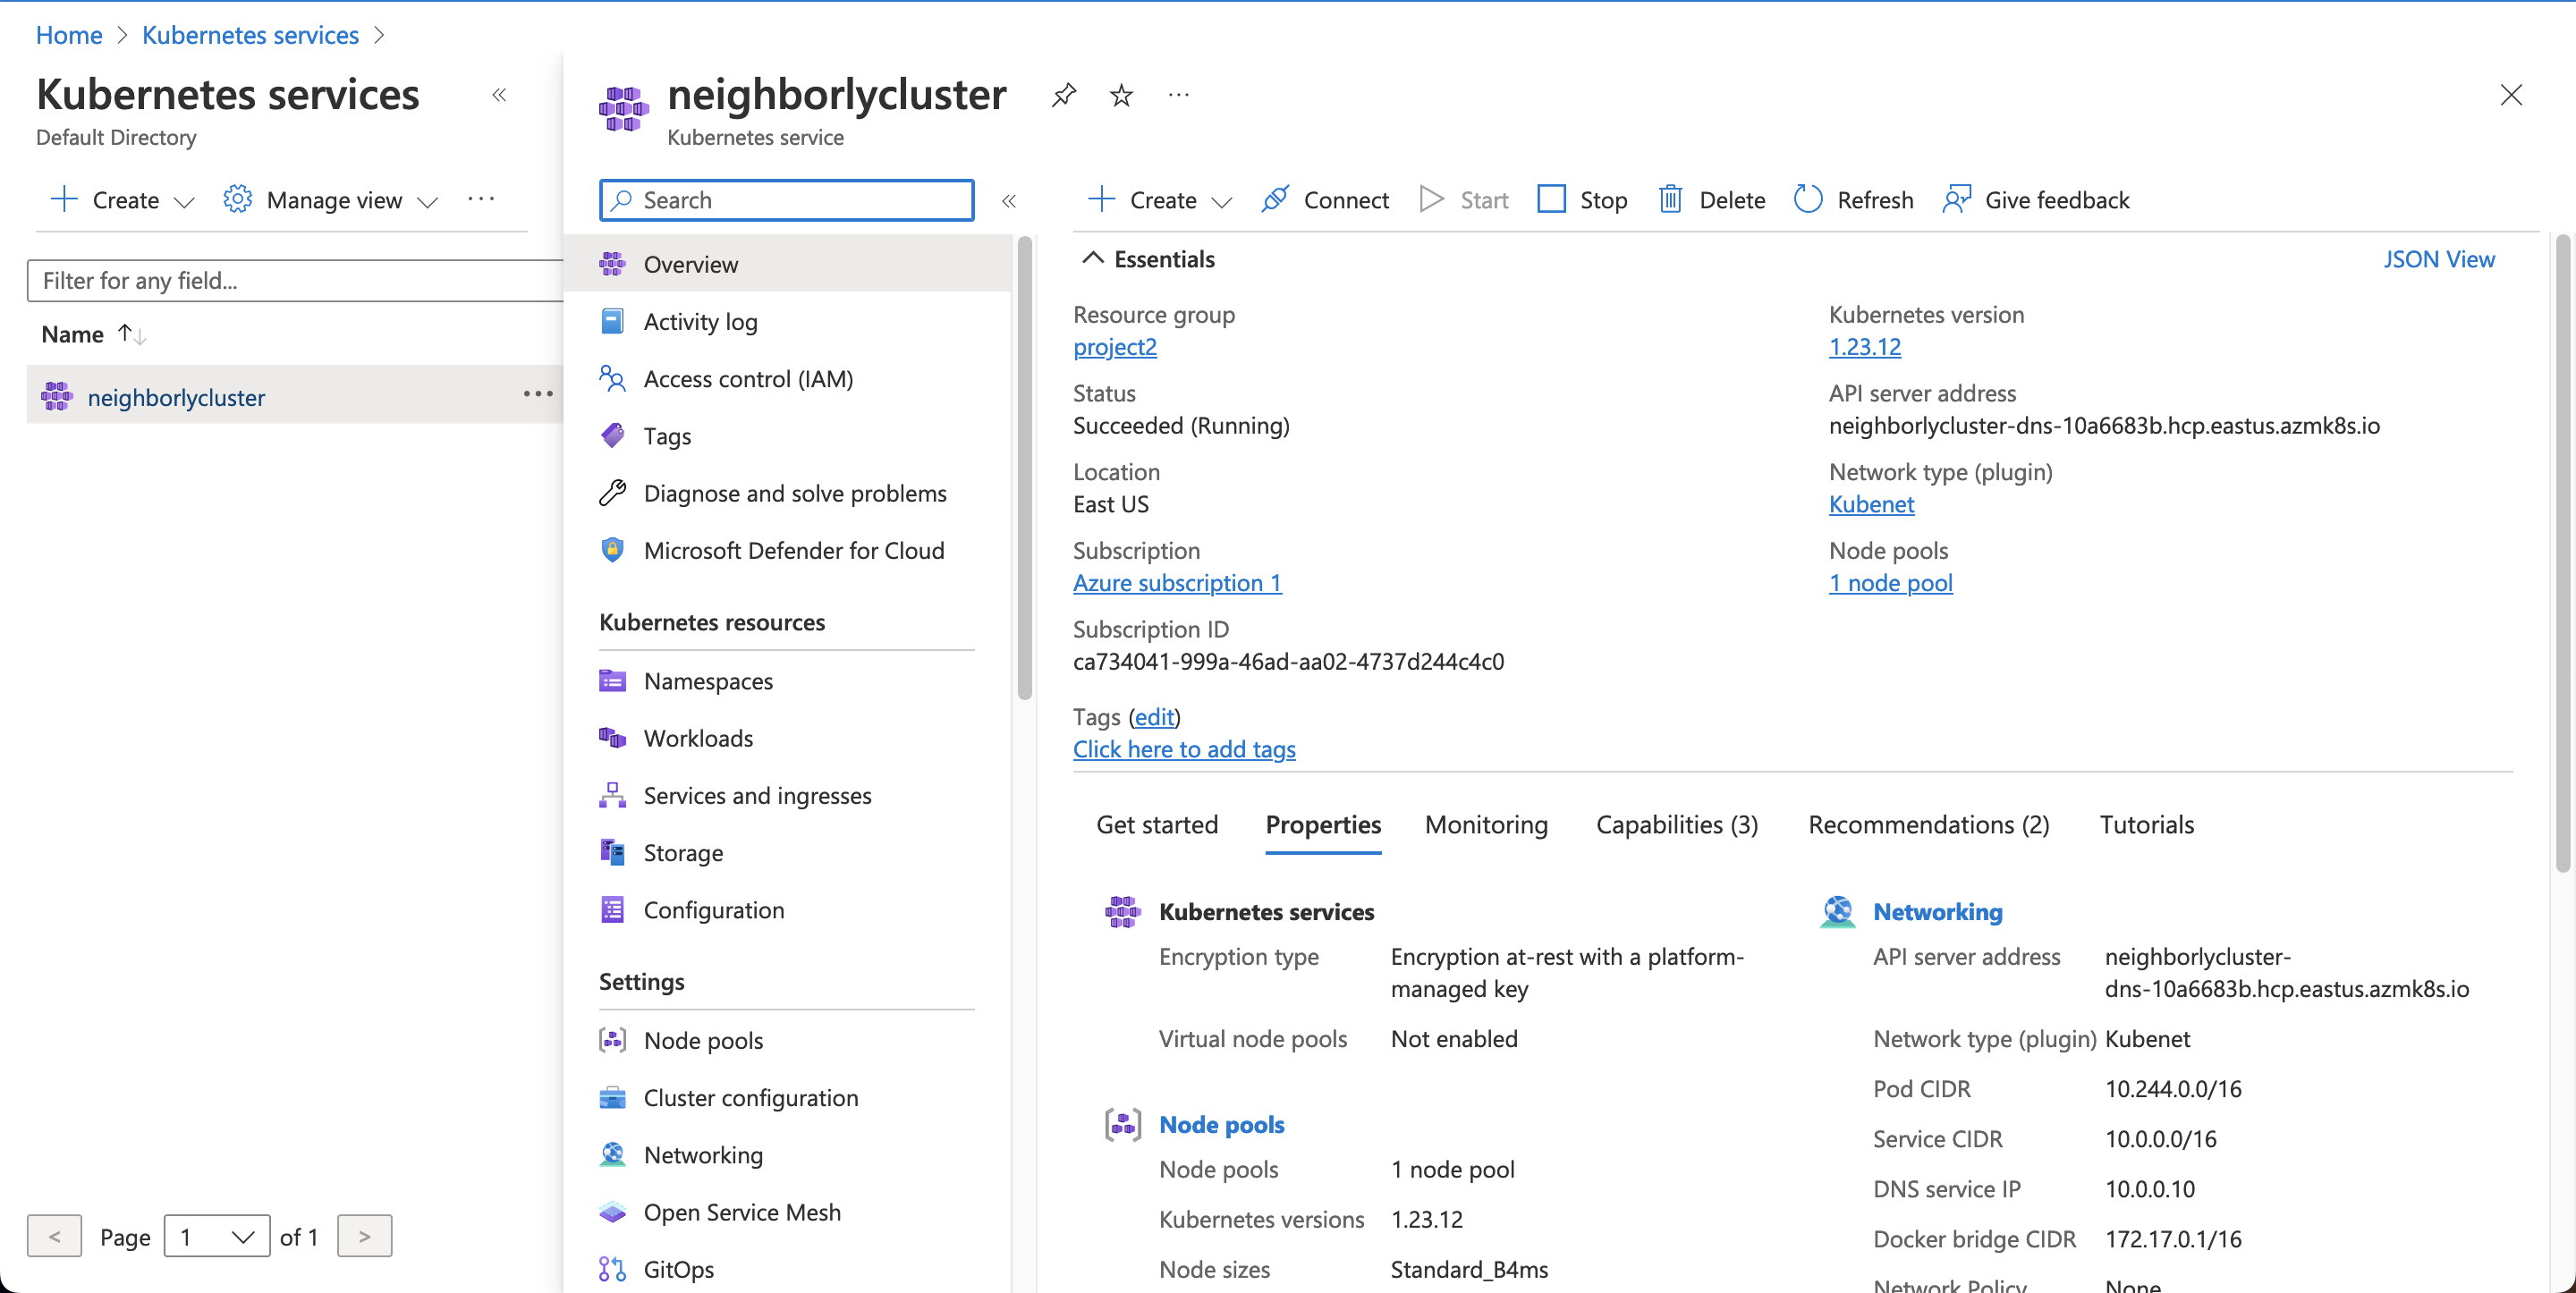 Home > Kubernetes services >
Kubernetes services
Default Directory
Create
Manage view
Filter for any field...
Name
neighborlycluster
< Page 1 of 1 >
neighborlycluster
Kubernetes service
Search
Overview
Activity log
Access control (IAM)
Tags
Diagnose and solve problems
Microsoft Defender for Cloud
Kubernetes resources
Namespaces
Workloads
Services and ingresses
Storage
Configuration
Settings
Node pools
Cluster configuration
Networking
Open Service Mesh
GitOps
Create
Connect
Start
Stop
Delete
Refresh
Give feedback
Essentials
JSON View
Resource group
project2
Status
Succeeded (Running)
Location
East US
Subscription
Azure subscription 1
Subscription ID
ca734041-999a-46ad-aa02-4737d244c4c0
Kubernetes version
1.23.12
API server address
neighborlycluster-dns-10a6683b.hcp.eastus.azmk8s.io
Network type (plugin)
Kubenet
Node pools
1 node pool
Tags (edit)
Click here to add tags
Get started
Properties
Monitoring
Capabilities (3)
Recommendations (2)
Tutorials
Kubernetes services
Encryption type Encryption at-rest with a platform-
managed key
Virtual node pools Not enabled
Node pools
Node pools 1 node pool
Kubernetes versions 1.23.12
Node sizes Standard_B4ms
Networking
API server address neighborlycluster-
dns-10a6683b.hcp.eastus.azmk8s.io
Network type (plugin) Kubenet
Pod CIDR 10.244.0.0/16
Service CIDR 10.0.0.0/16
DNS service IP 10.0.0.10
Docker bridge CIDR 172.17.0.1/16
Network Policy None